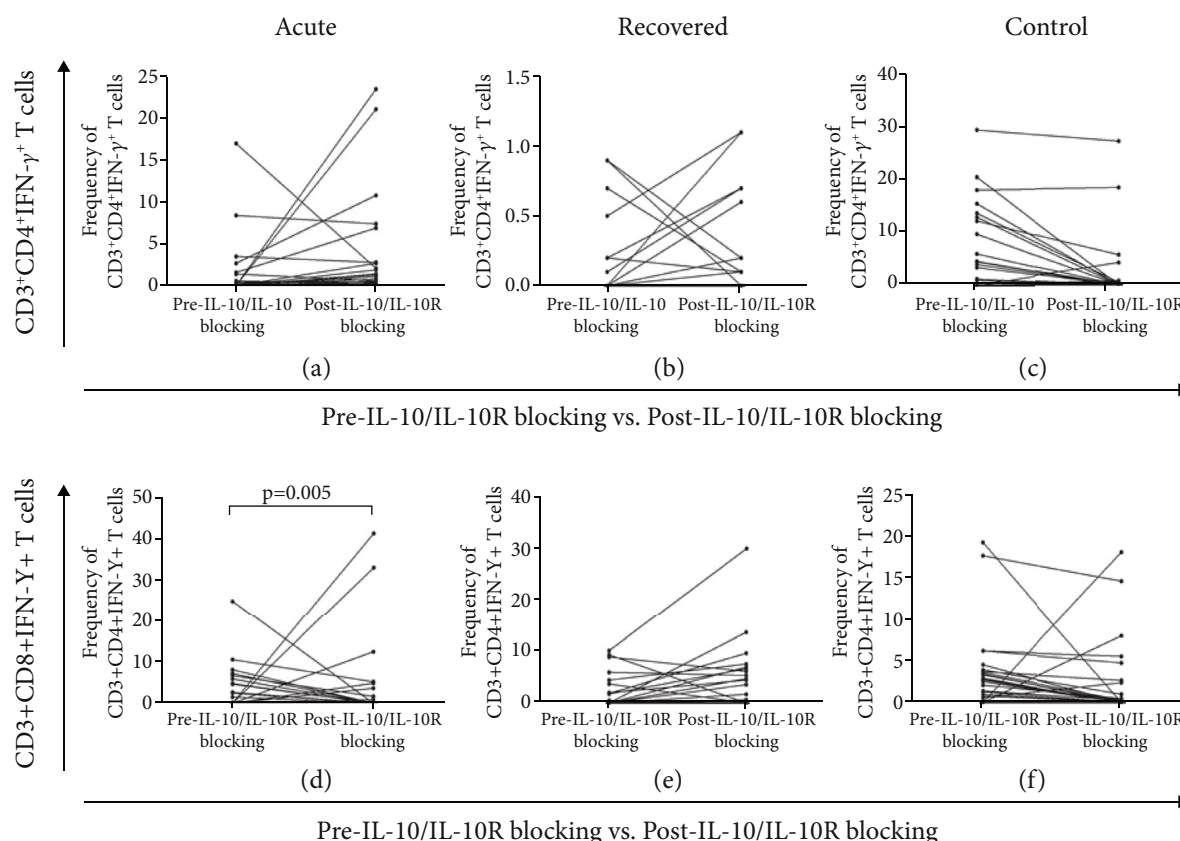 Acute
Recovered
Control
CD3⁺CD4⁺IFN-γ⁺ T cells
Frequency of
CD3⁺CD4⁺IFN-γ⁺ T cells
25
20
15
10
5
0
Pre-IL-10/IL-10
blocking
Post-IL-10/IL-10R
blocking
(a)
Frequency of
CD3⁺CD4⁺IFN-γ⁺ T cells
1.5
1.0
0.5
0.0
Pre-IL-10/IL-10
blocking
Post-IL-10/IL-10R
blocking
(b)
Frequency of
CD3⁺CD4⁺IFN-γ⁺ T cells
40
30
20
10
0
Pre-IL-10/IL-10
blocking
Post-IL-10/IL-10R
blocking
(c)
Pre-IL-10/IL-10R blocking vs. Post-IL-10/IL-10R blocking
CD3+CD8+IFN-Y+ T cells
Frequency of
CD3+CD4+IFN-Y+ T cells
50
40
30
20
10
0
p=0.005
Pre-IL-10/IL-10R
blocking
Post-IL-10/IL-10R
blocking
(d)
Frequency of
CD3+CD4+IFN-Y+ T cells
40
30
20
10
0
Pre-IL-10/IL-10R
blocking
Post-IL-10/IL-10R
blocking
(e)
Frequency of
CD3+CD4+IFN-Y+ T cells
25
20
15
10
5
0
Pre-IL-10/IL-10R
blocking
Post-IL-10/IL-10R
blocking
(f)
Pre-IL-10/IL-10R blocking vs. Post-IL-10/IL-10R blocking